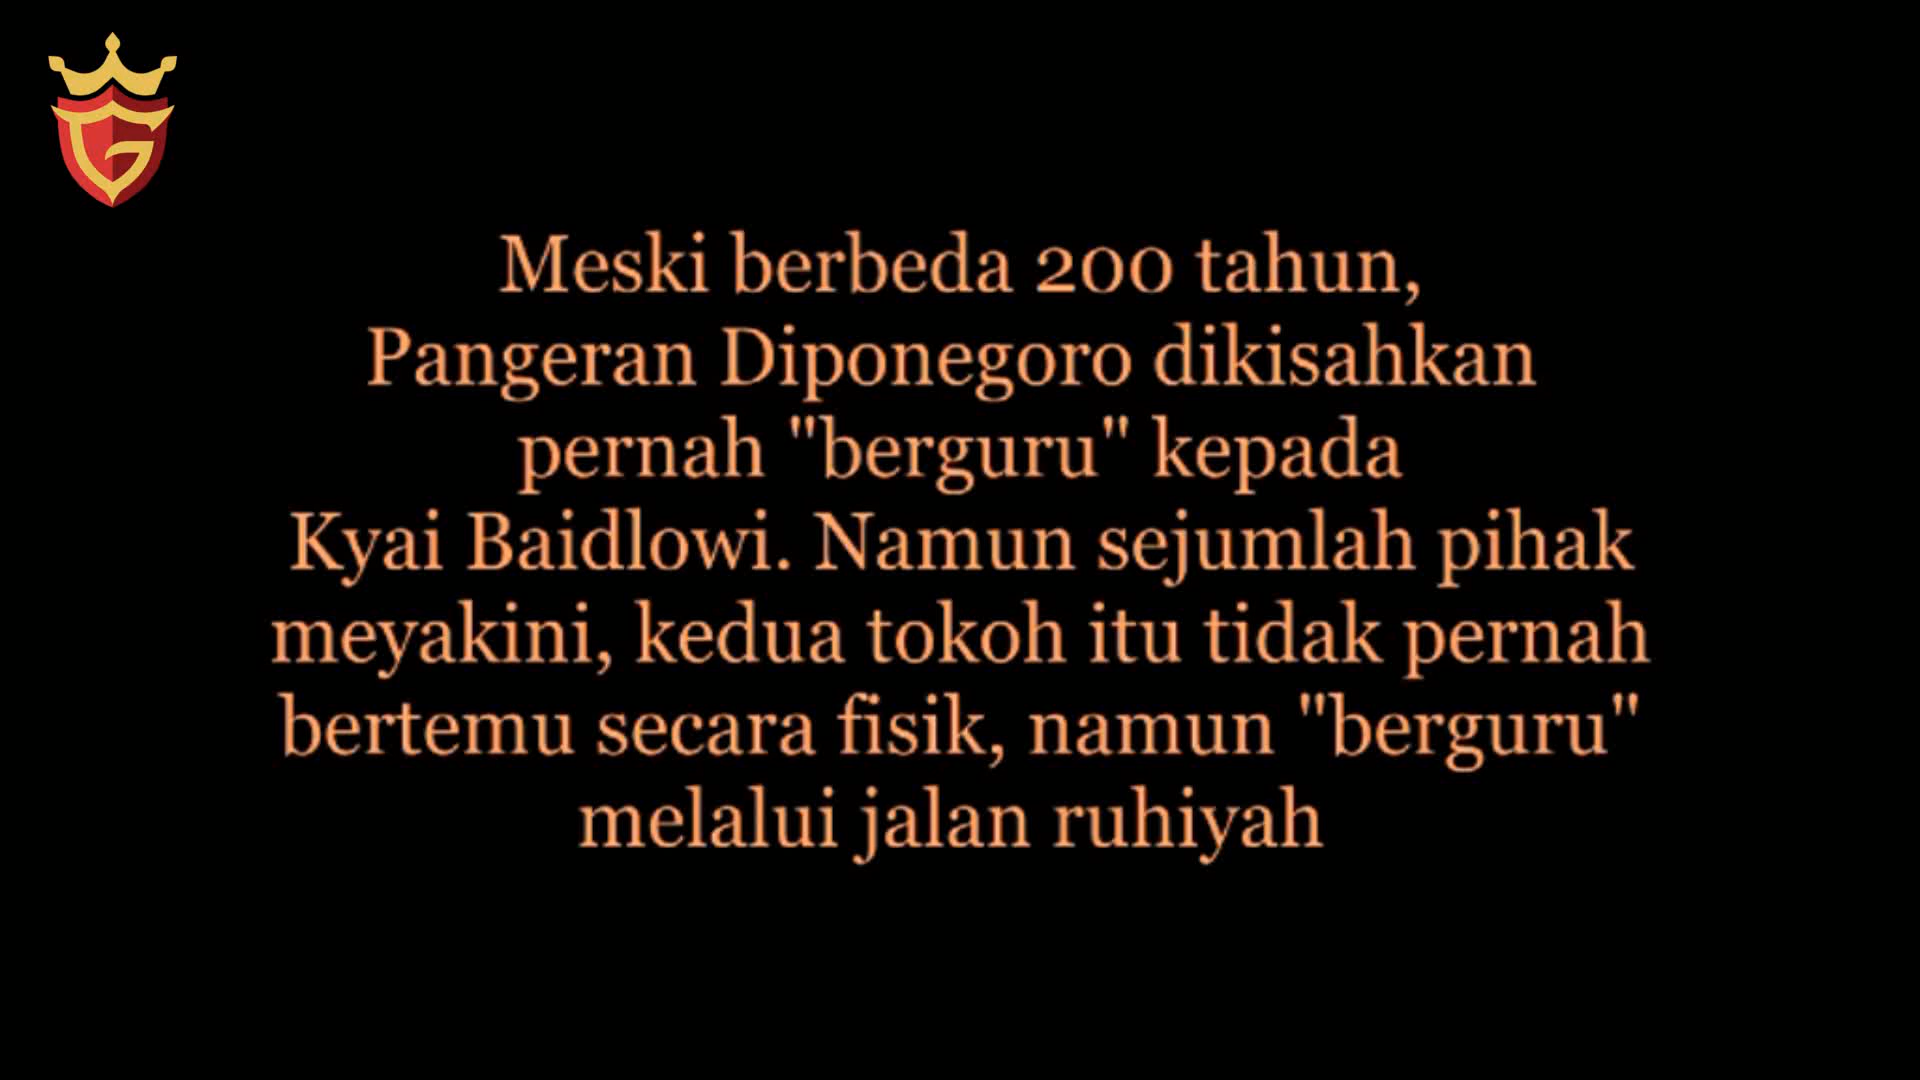 Meski berbeda 200 tahun,
Pangeran Diponegoro dikisahkan
pernah "berguru" kepada
Kyai Baidlowi. Namun sejumlah pihak
meyakini, kedua tokoh itu tidak pernah
bertemu secara fisik, namun "berguru"
melalui jalan ruhiyah